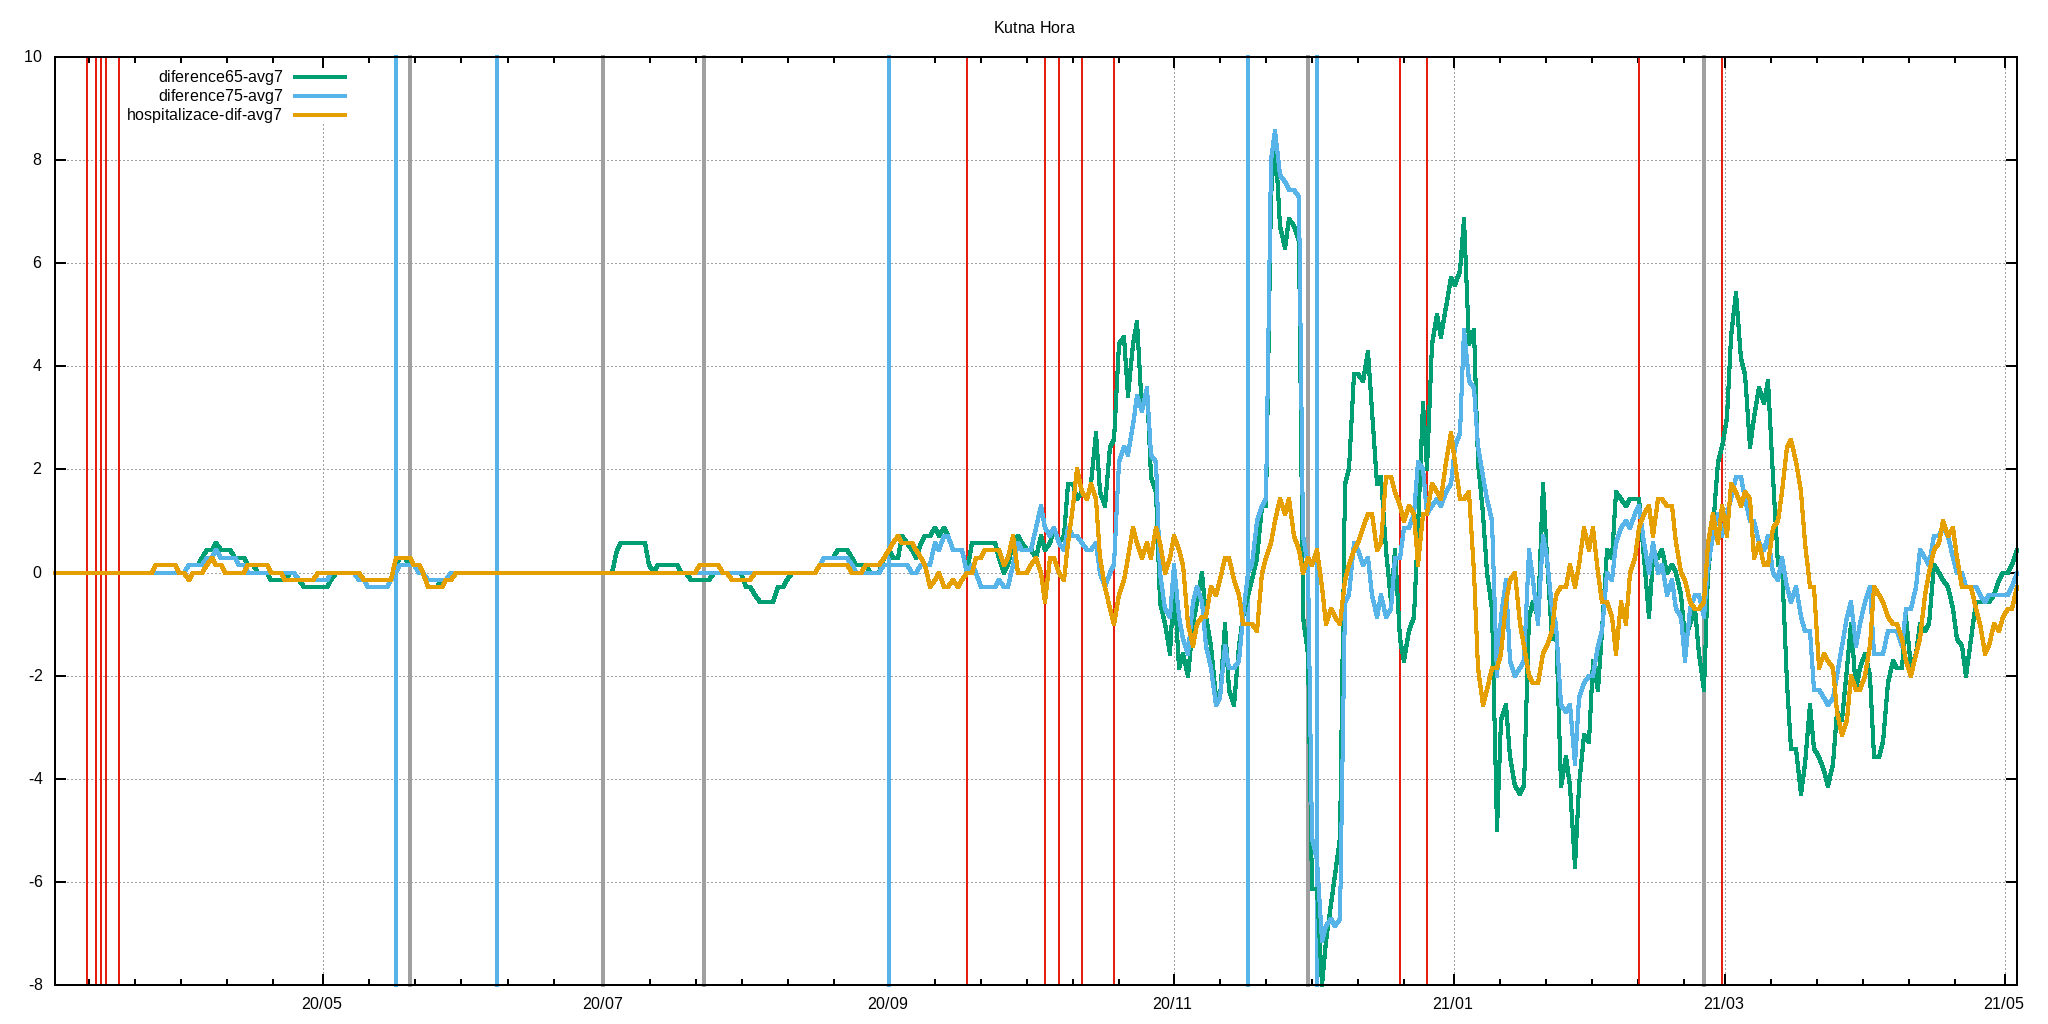 Kutna Hora
10
diference65-avg7
diference75-avg7
hospitalizace-dif-avg7
8
6
4
2
0
-2
-4
-6
-8
20/05 20/07 20/09 20/11 21/01 21/03 21/05